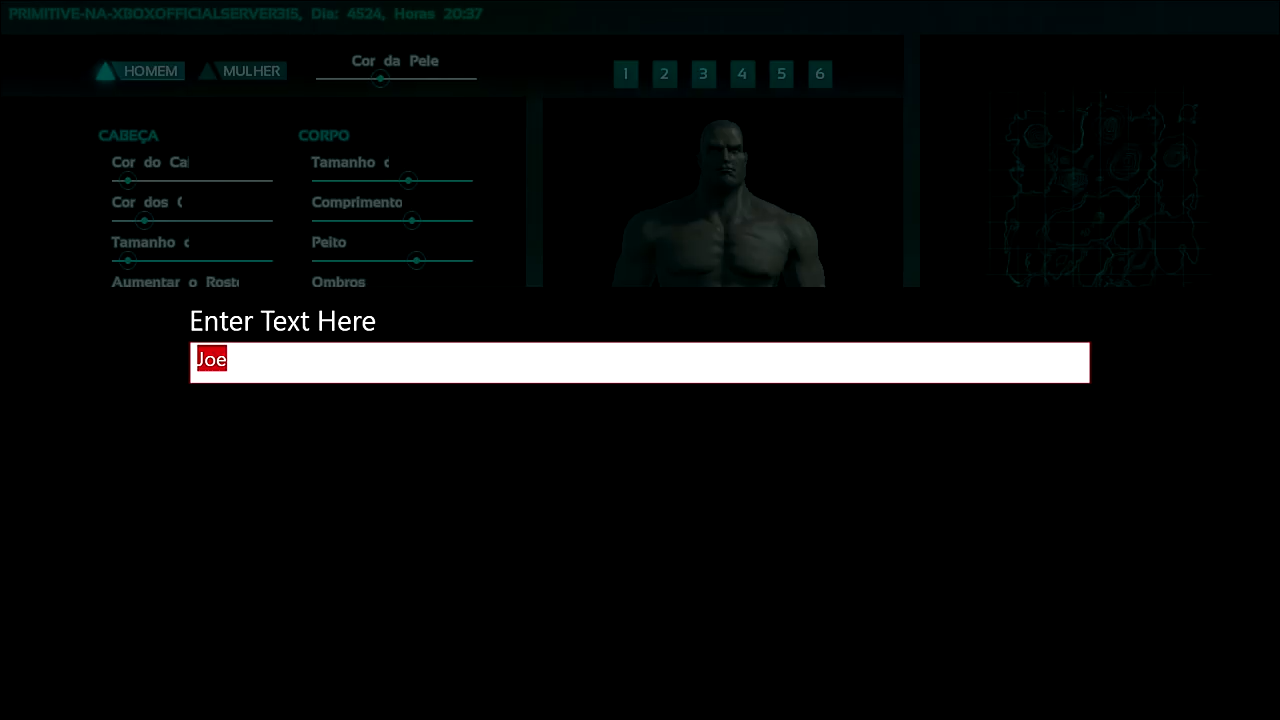 PRIMITIVE-NA-XBOXOFFICIALSERVER315, Dia: 4524, Horas 20:37
HOMEM MULHER Cor da Pele 1 2 3 4 5 6
CABEÇA CORPO
Cor do Ca Tamanho
Cor dos Comprimento
Tamanho Peito
Aumentar o Rosto Ombros
Enter Text Here
Joe